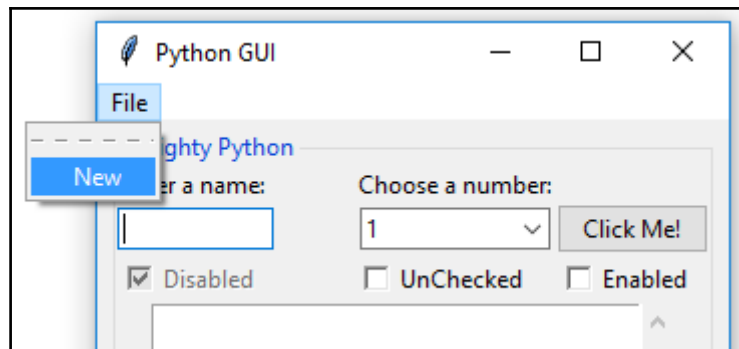 Python GUI
File
New
ghty Python
er a name:
Choose a number:
1
Click Me!
Disabled
UnChecked
Enabled